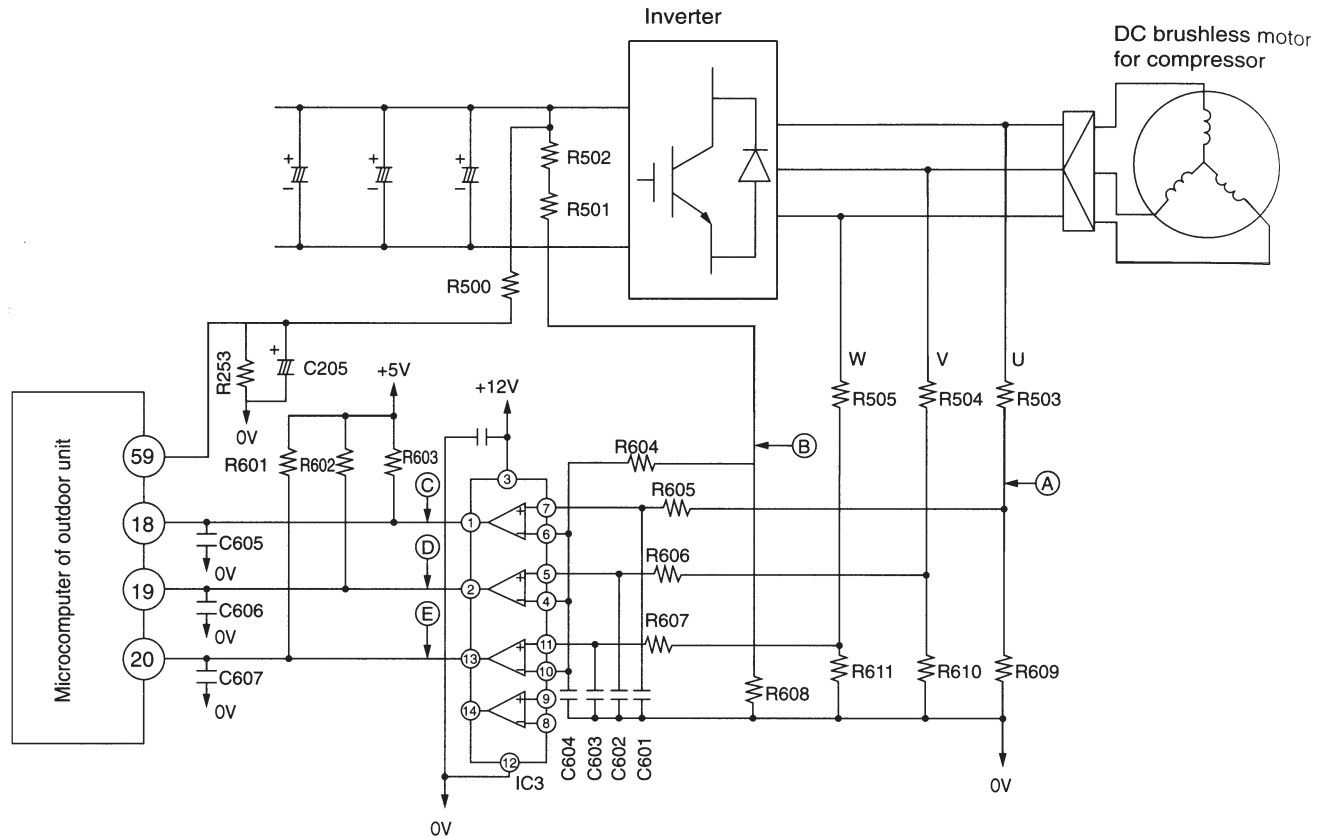 Inverter
DC brushless motor
for compressor
+
−
+
−
+
−
R502
R501
R500
R253
+
C205
0V
+5V
+12V
W
V
U
R505
R504
R503
B
A
Microcomputer of outdoor unit
59
18
19
20
R601
R602
R603
C
D
E
C605
0V
C606
0V
C607
0V
3
1
2
13
14
12
IC3
+
−
7
6
+
−
5
4
+
−
11
10
+
−
9
8
R604
R605
R606
R607
R608
R611
R610
R609
C604
C603
C602
C601
0V
0V